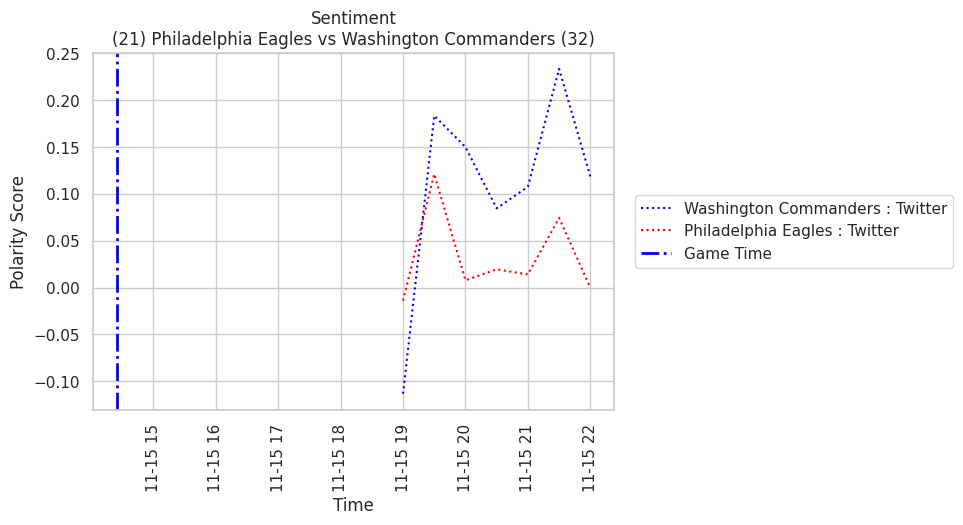 Sentiment
(21) Philadelphia Eagles vs Washington Commanders (32)
0.25
0.20
0.15
0.10
0.05
0.00
−0.05
−0.10
Polarity Score
11-15 15
11-15 16
11-15 17
11-15 18
11-15 19
11-15 20
11-15 21
11-15 22
Time
Washington Commanders : Twitter
Philadelphia Eagles : Twitter
Game Time